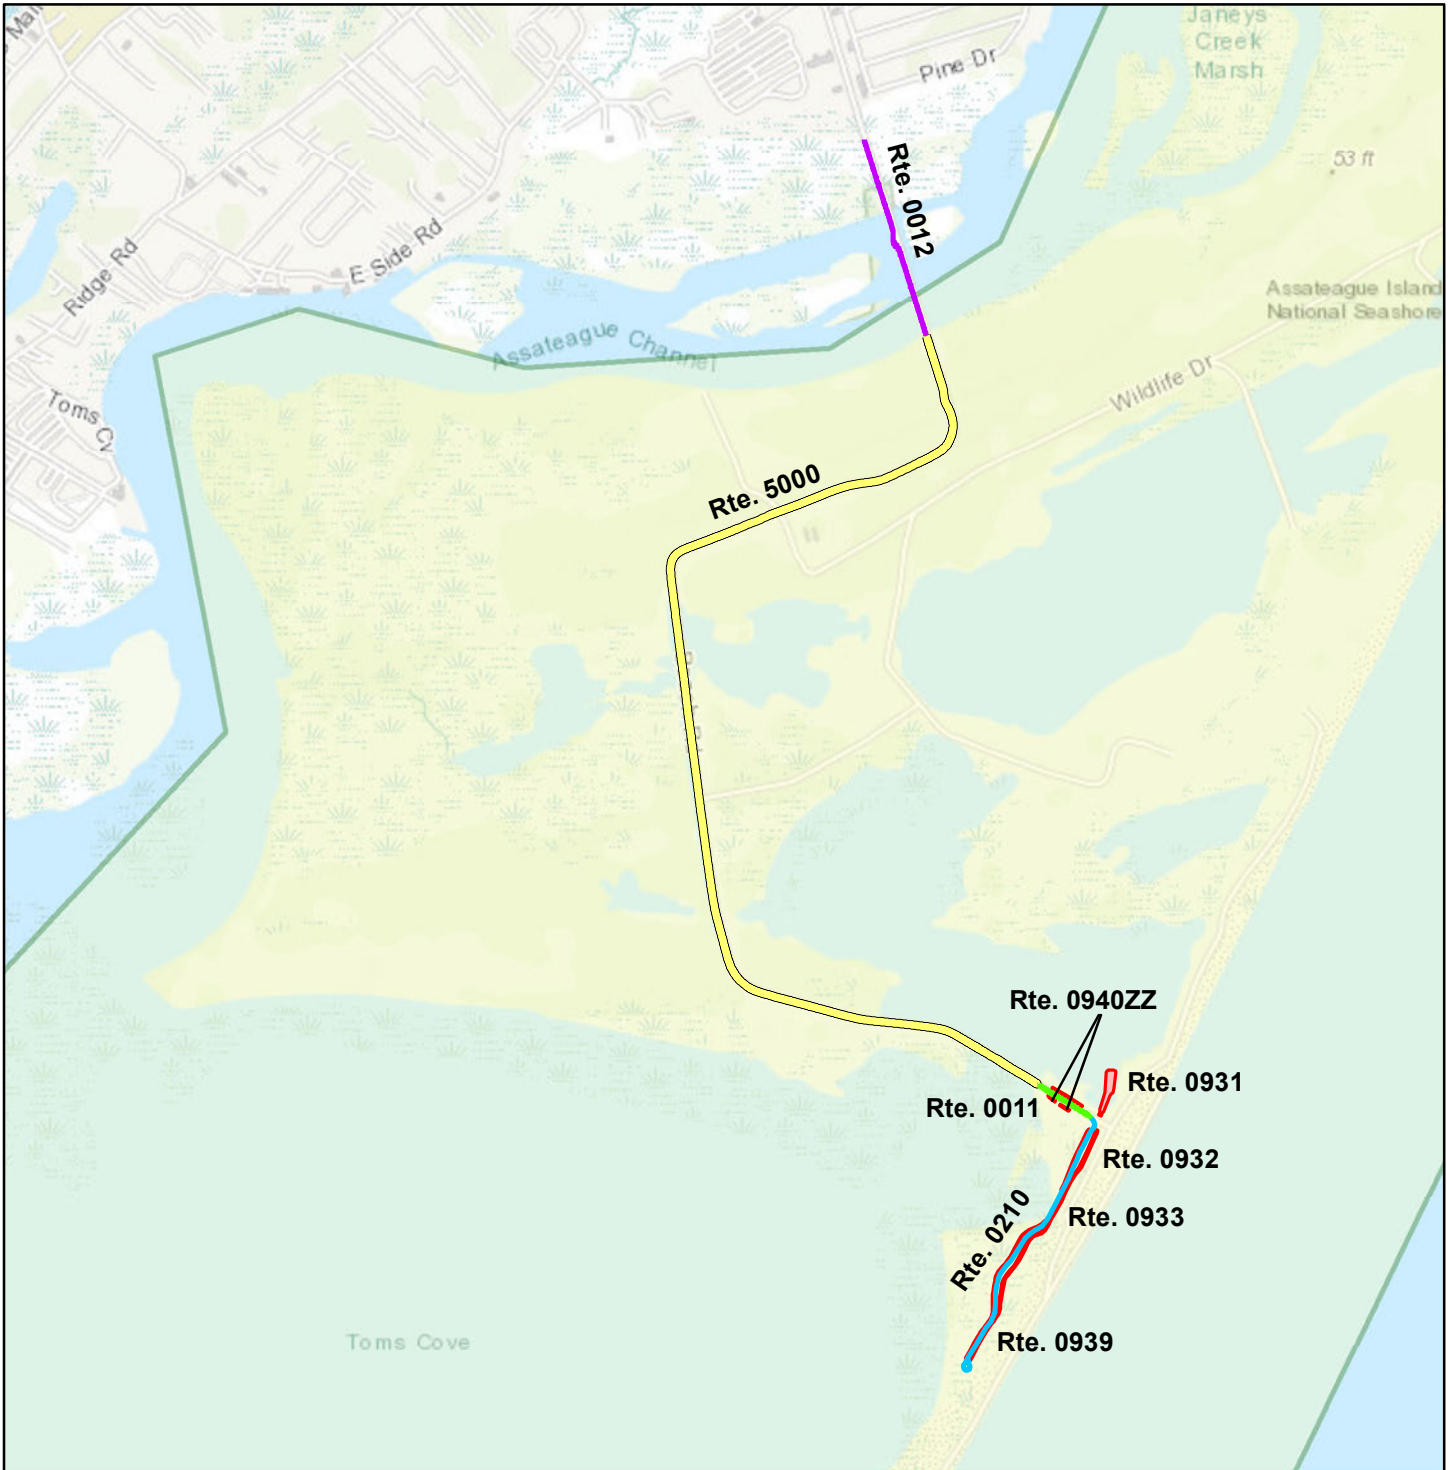 Janeys
Creek
Marsh
Pine Dr
Rte. 0012
53 ft
E Side Rd
Ridge Rd
Assateague Island
National Seashore
Assateague Channel
Wildlife Dr
Toms Cv
Rte. 5000
Rte. 0940ZZ
Rte. 0931
Rte. 0011
Rte. 0932
Rte. 0210
Rte. 0933
Rte. 0939
Toms Cove